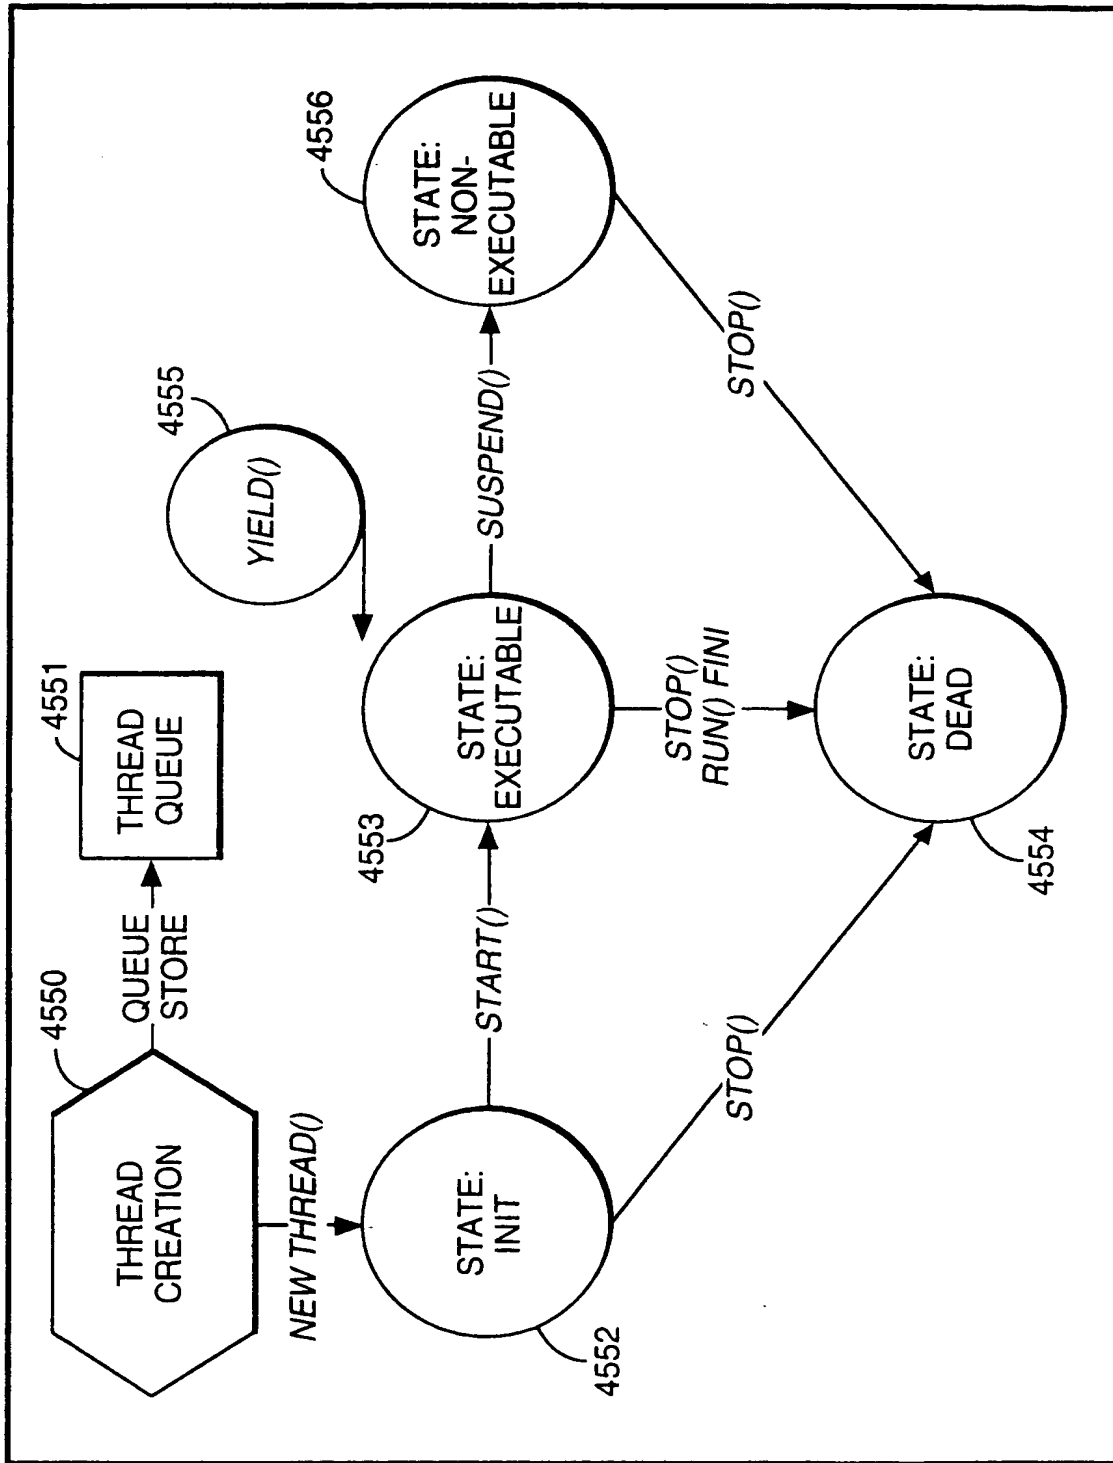 4550
THREAD
CREATION
QUEUE
STORE
4551
THREAD
QUEUE
NEW THREAD()
4555
YIELD()
4556
STATE:
INIT
4552
START()
4553
STATE:
EXECUTABLE
SUSPEND()
STATE:
NON-
EXECUTABLE
STOP()
STOP()
RUN() FINI
STOP()
STATE:
DEAD
4554